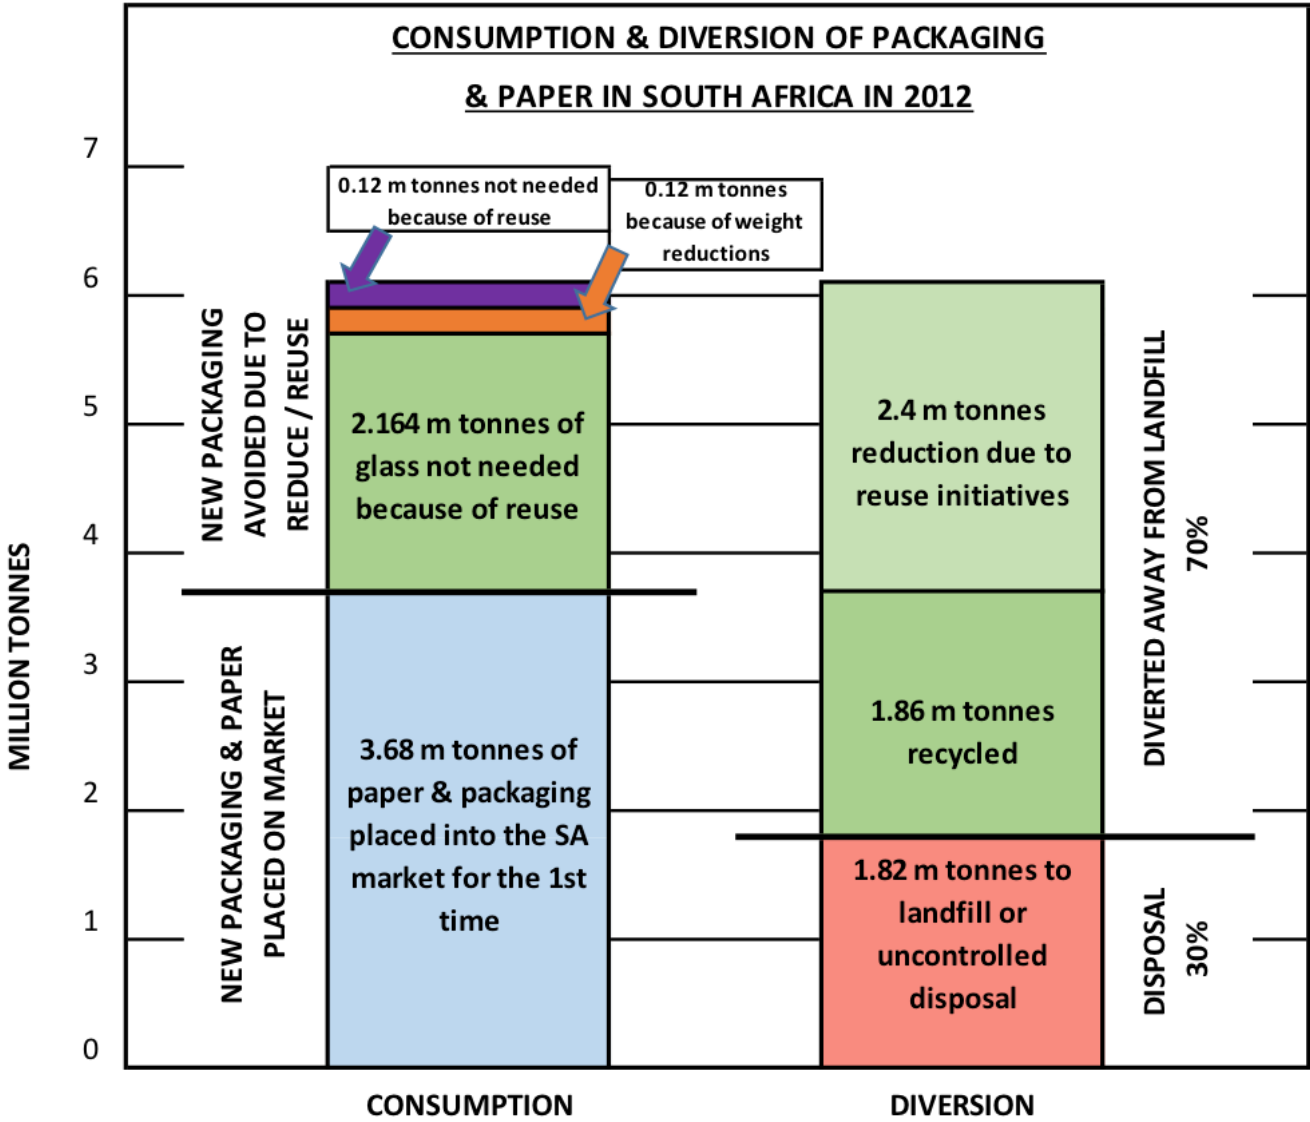 CONSUMPTION & DIVERSION OF PACKAGING
& PAPER IN SOUTH AFRICA IN 2012
MILLION TONNES
7
6
5
4
3
2
1
0
NEW PACKAGING
AVOIDED DUE TO
REDUCE / REUSE
NEW PACKAGING & PAPER
PLACED ON MARKET
0.12 m tonnes not needed
because of reuse
0.12 m tonnes
because of weight
reductions
2.164 m tonnes of
glass not needed
because of reuse
3.68 m tonnes of
paper & packaging
placed into the SA
market for the 1st
time
2.4 m tonnes
reduction due to
reuse initiatives
1.86 m tonnes
recycled
1.82 m tonnes to
landfill or
uncontrolled
disposal
DIVERTED AWAY FROM LANDFILL
70%
DISPOSAL
30%
CONSUMPTION
DIVERSION